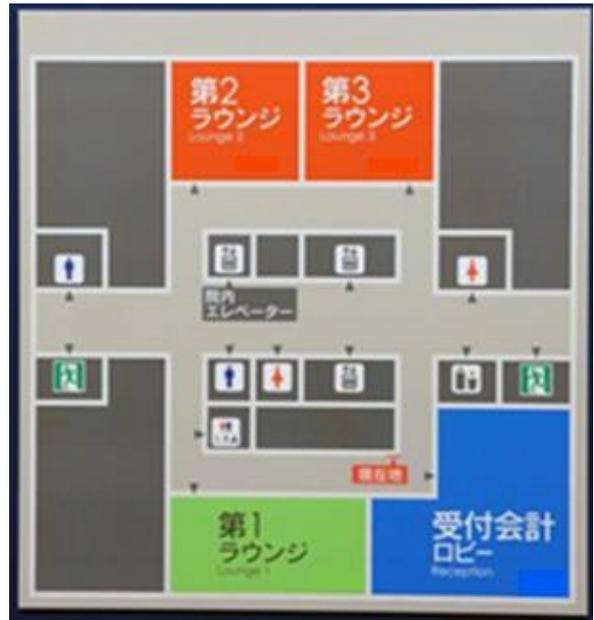 第2
ラウンジ
Lounge 2
第3
ラウンジ
Lounge 3
院内
エレベーター
現在地
第1
ラウンジ
Lounge 1
受付会計
ロビー
Reception